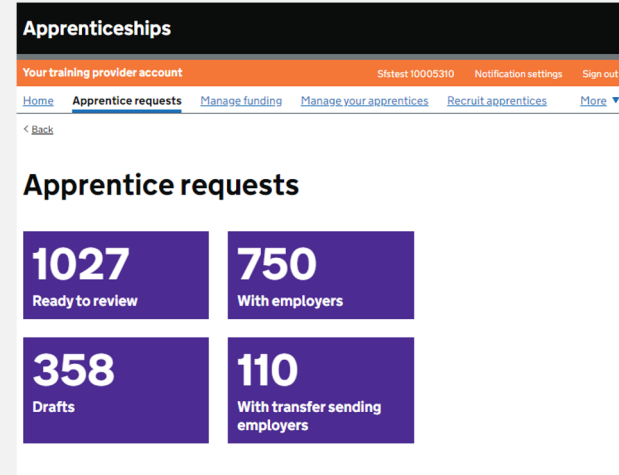 Apprenticeships
Your training provider account Sfstest 10005310 Notification settings Sign out
Home Apprentice requests Manage funding Manage your apprentices Recruit apprentices More
Back
Apprentice requests
1027
Ready to review
750
With employers
358
Drafts
110
With transfer sending
employers